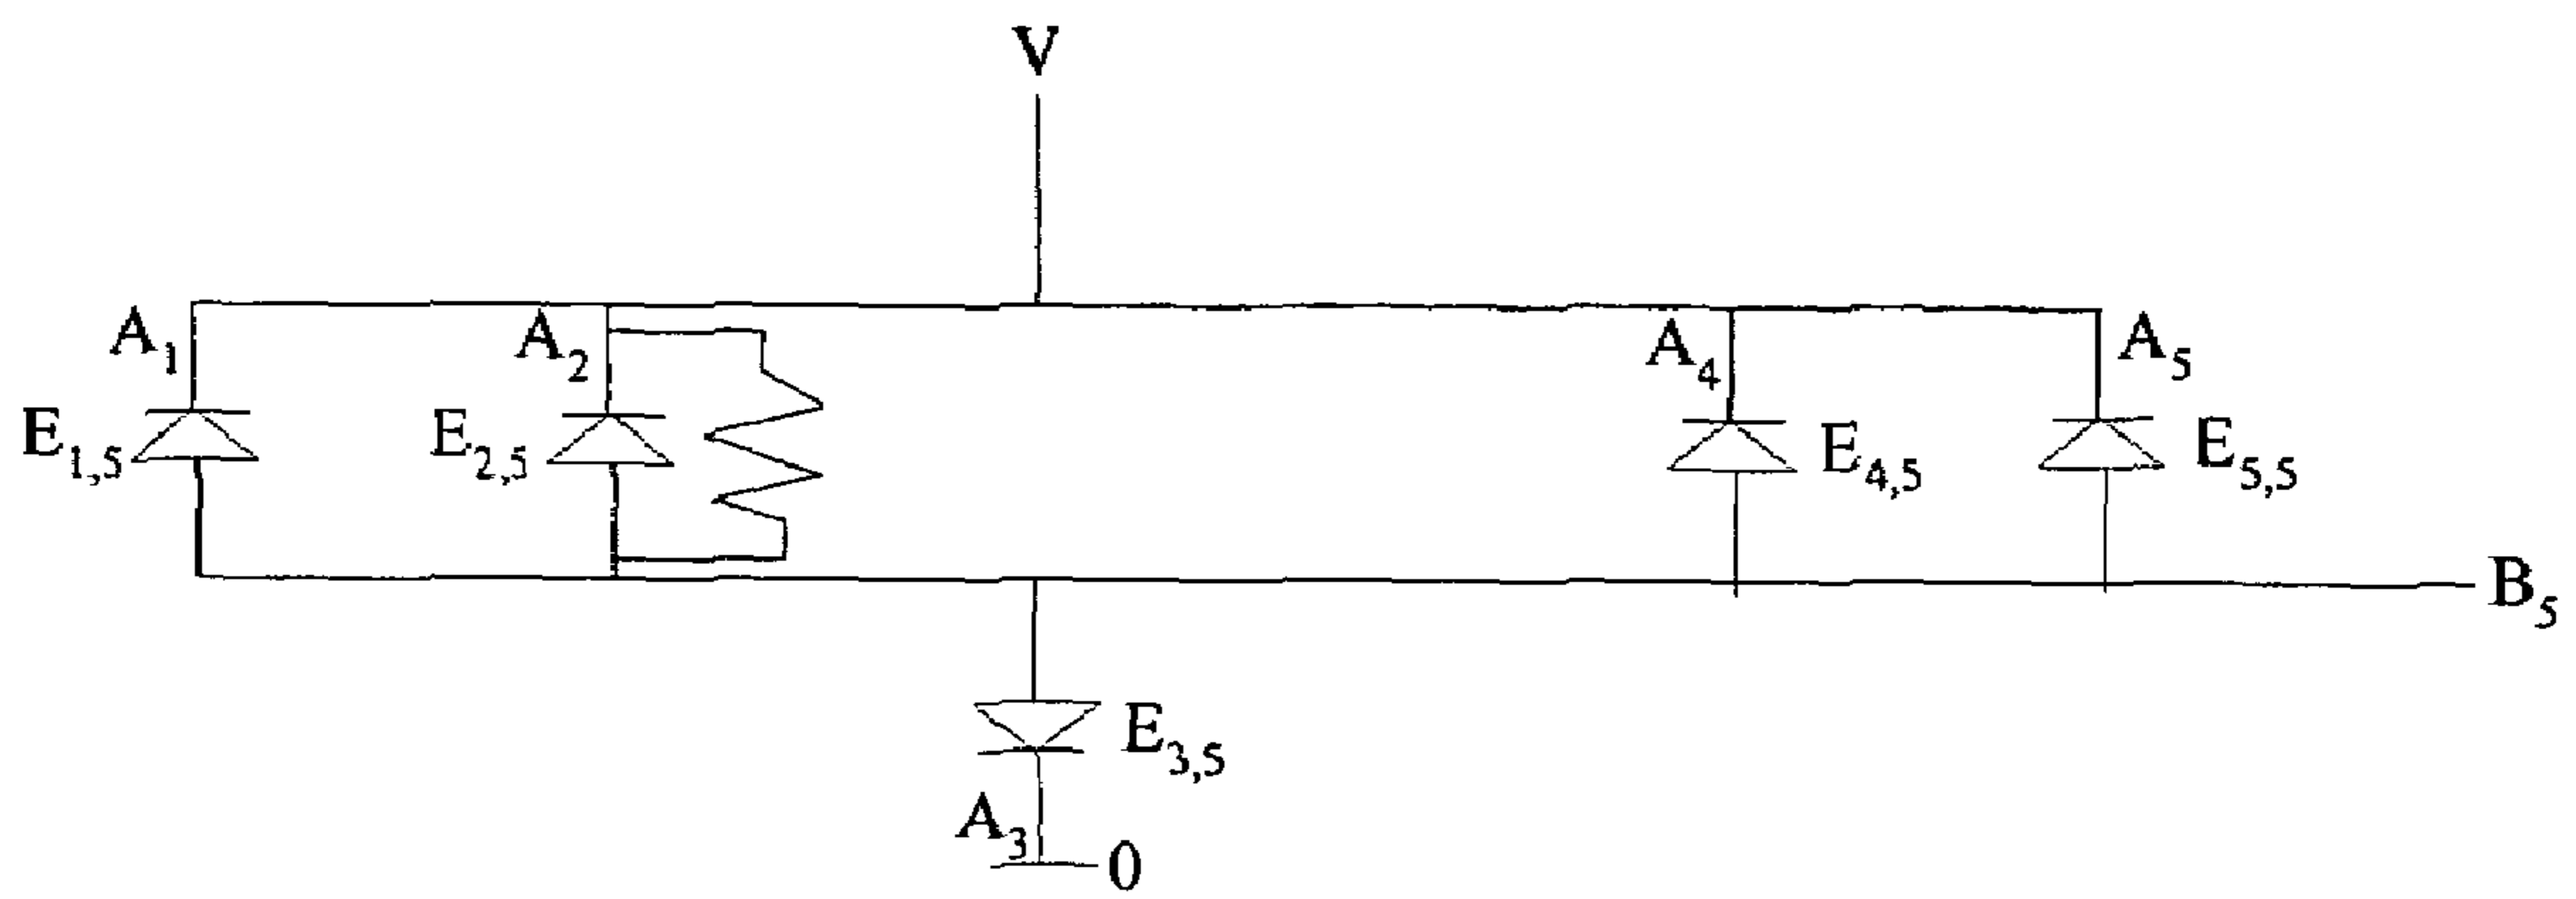 V
A₁ A₂ A₄ A₅
E₁,₅ E₂,₅ E₄,₅ E₅,₅
B₅
E₃,₅
A₃
0